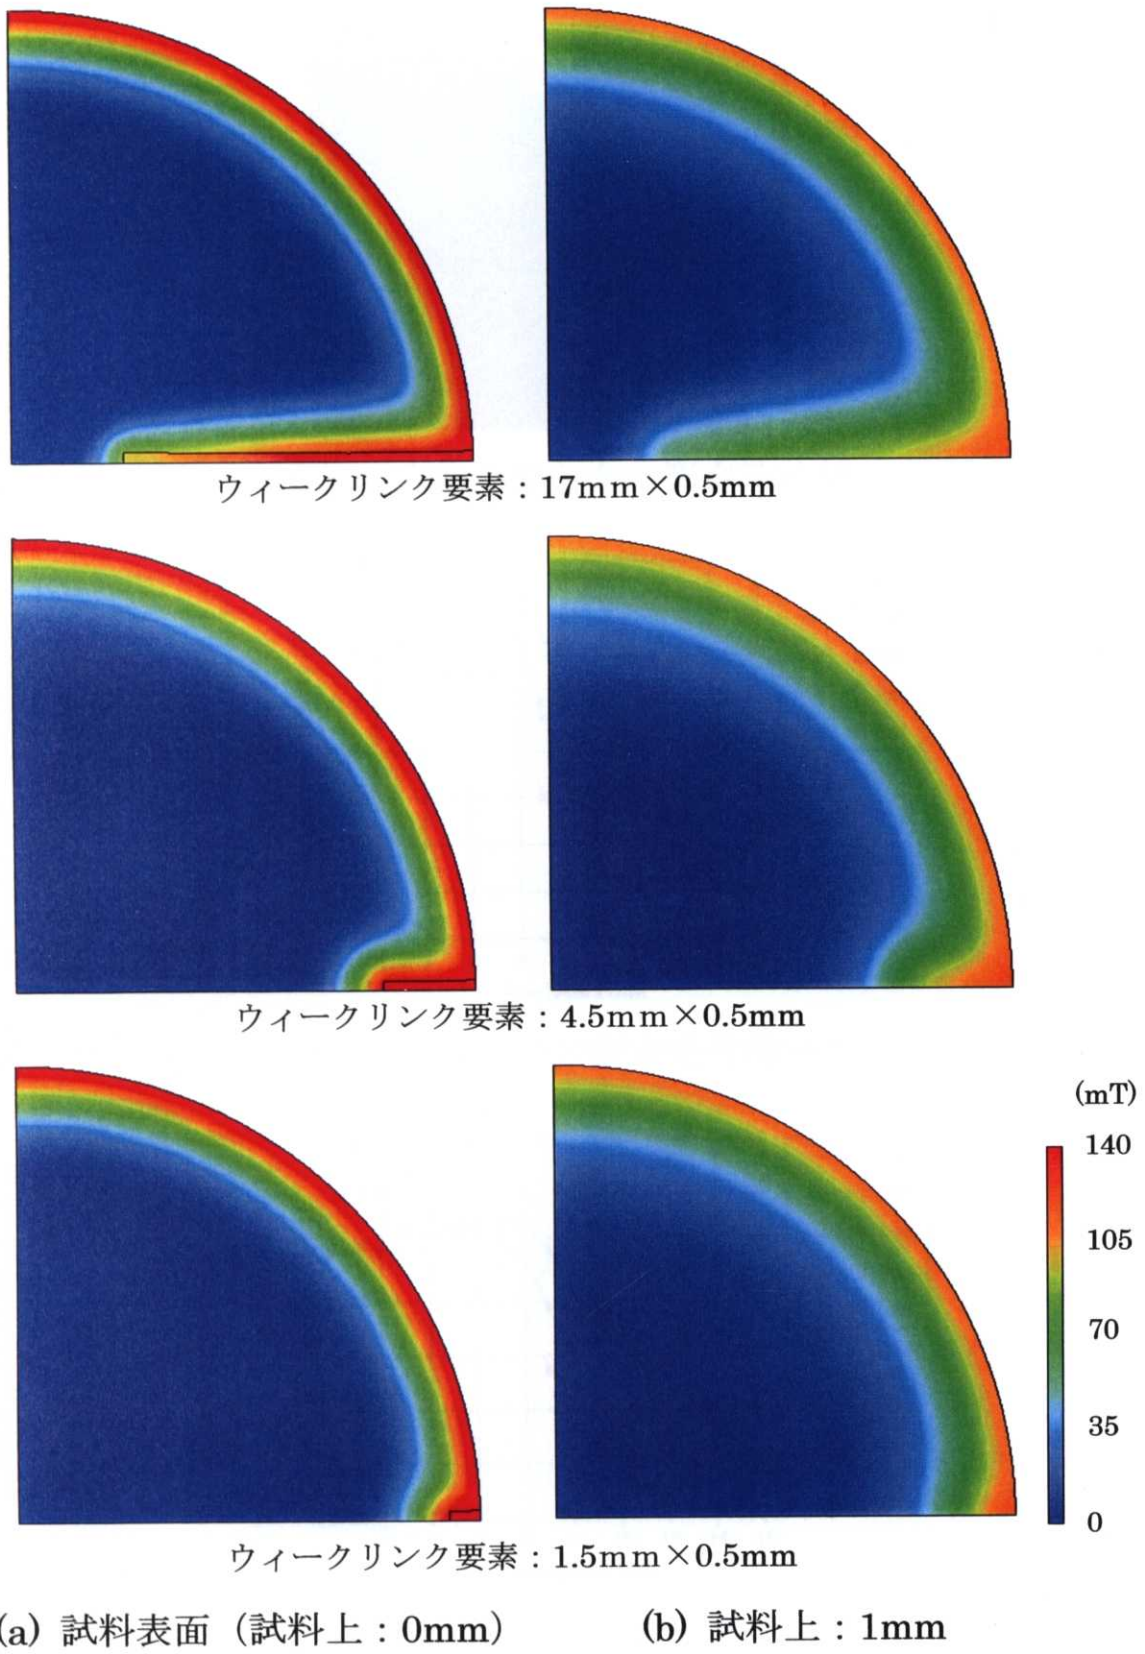 ウィークリンク要素：17mm×0.5mm
ウィークリンク要素：4.5mm×0.5mm
(mT)
140
105
70
35
0
ウィークリンク要素：1.5mm×0.5mm
(a) 試料表面（試料上：0mm）
(b) 試料上：1mm